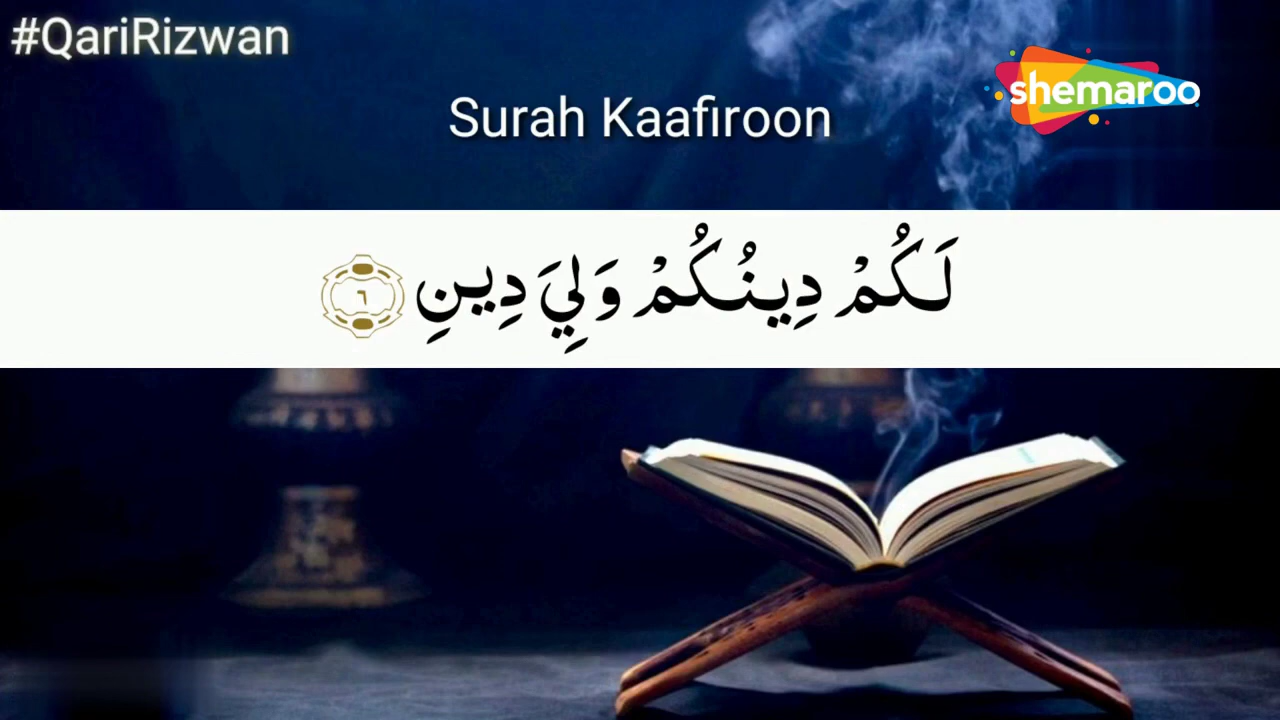 #QariRizwan
shemaroo
Surah Kaafiroon
لَكُمْ دِينُكُمْ وَلِيَ دِينِ ٦